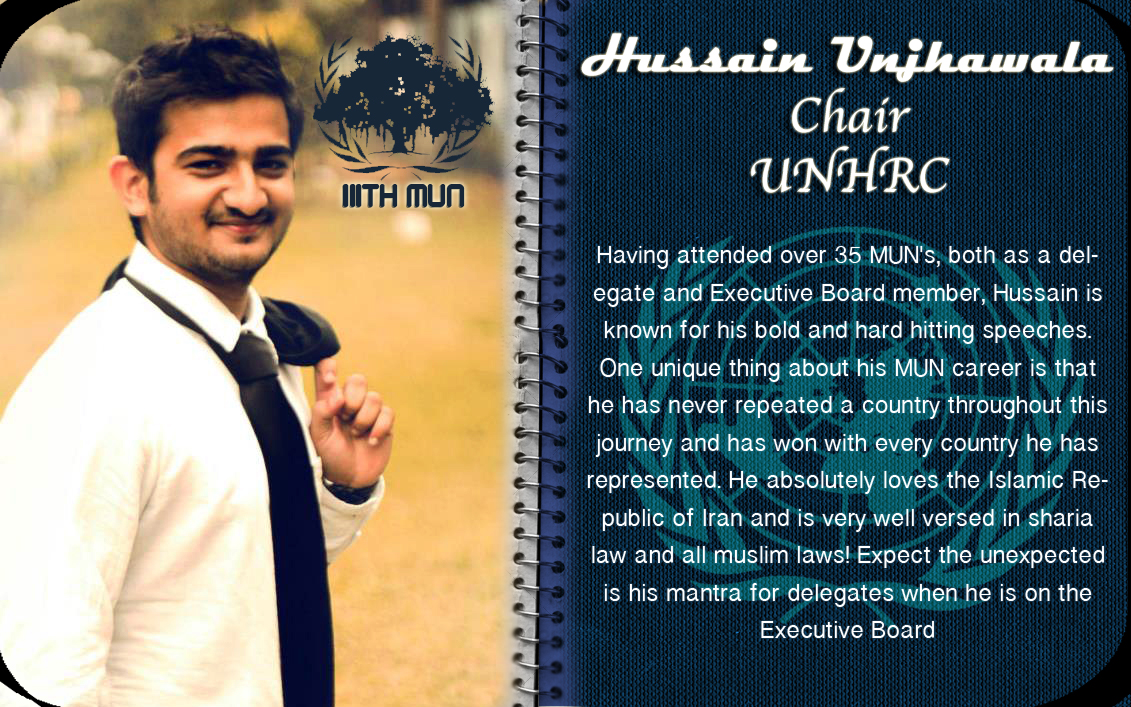 IIITH MUN
Hussain Unjhawala
Chair
UNHRC
Having attended over 35 MUN's, both as a del-
egate and Executive Board member, Hussain is
known for his bold and hard hitting speeches.
One unique thing about his MUN career is that
he has never repeated a country throughout this
journey and has won with every country he has
represented. He absolutely loves the Islamic Re-
public of Iran and is very well versed in sharia
law and all muslim laws! Expect the unexpected
is his mantra for delegates when he is on the
Executive Board